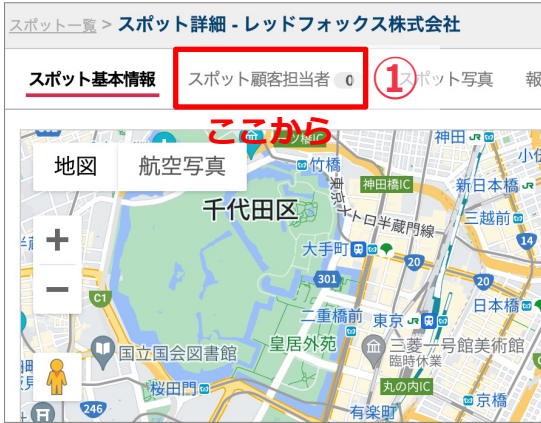 スポット一覧 > スポット詳細 - レッドフォックス株式会社
スポット基本情報 スポット顧客担当者 0 ① スポット写真 報
ここから
地図 航空写真
神田
竹橋
神田橋IC
新日本橋
千代田区
東京メトロ半蔵門線
三越前
14
大手町
20
301
20
C1
二重橋前
東京
日本橋
皇居外苑
三菱一号館美術館
臨時休業
国立国会図書館
丸の内IC
桜田門
京橋
246
有楽町